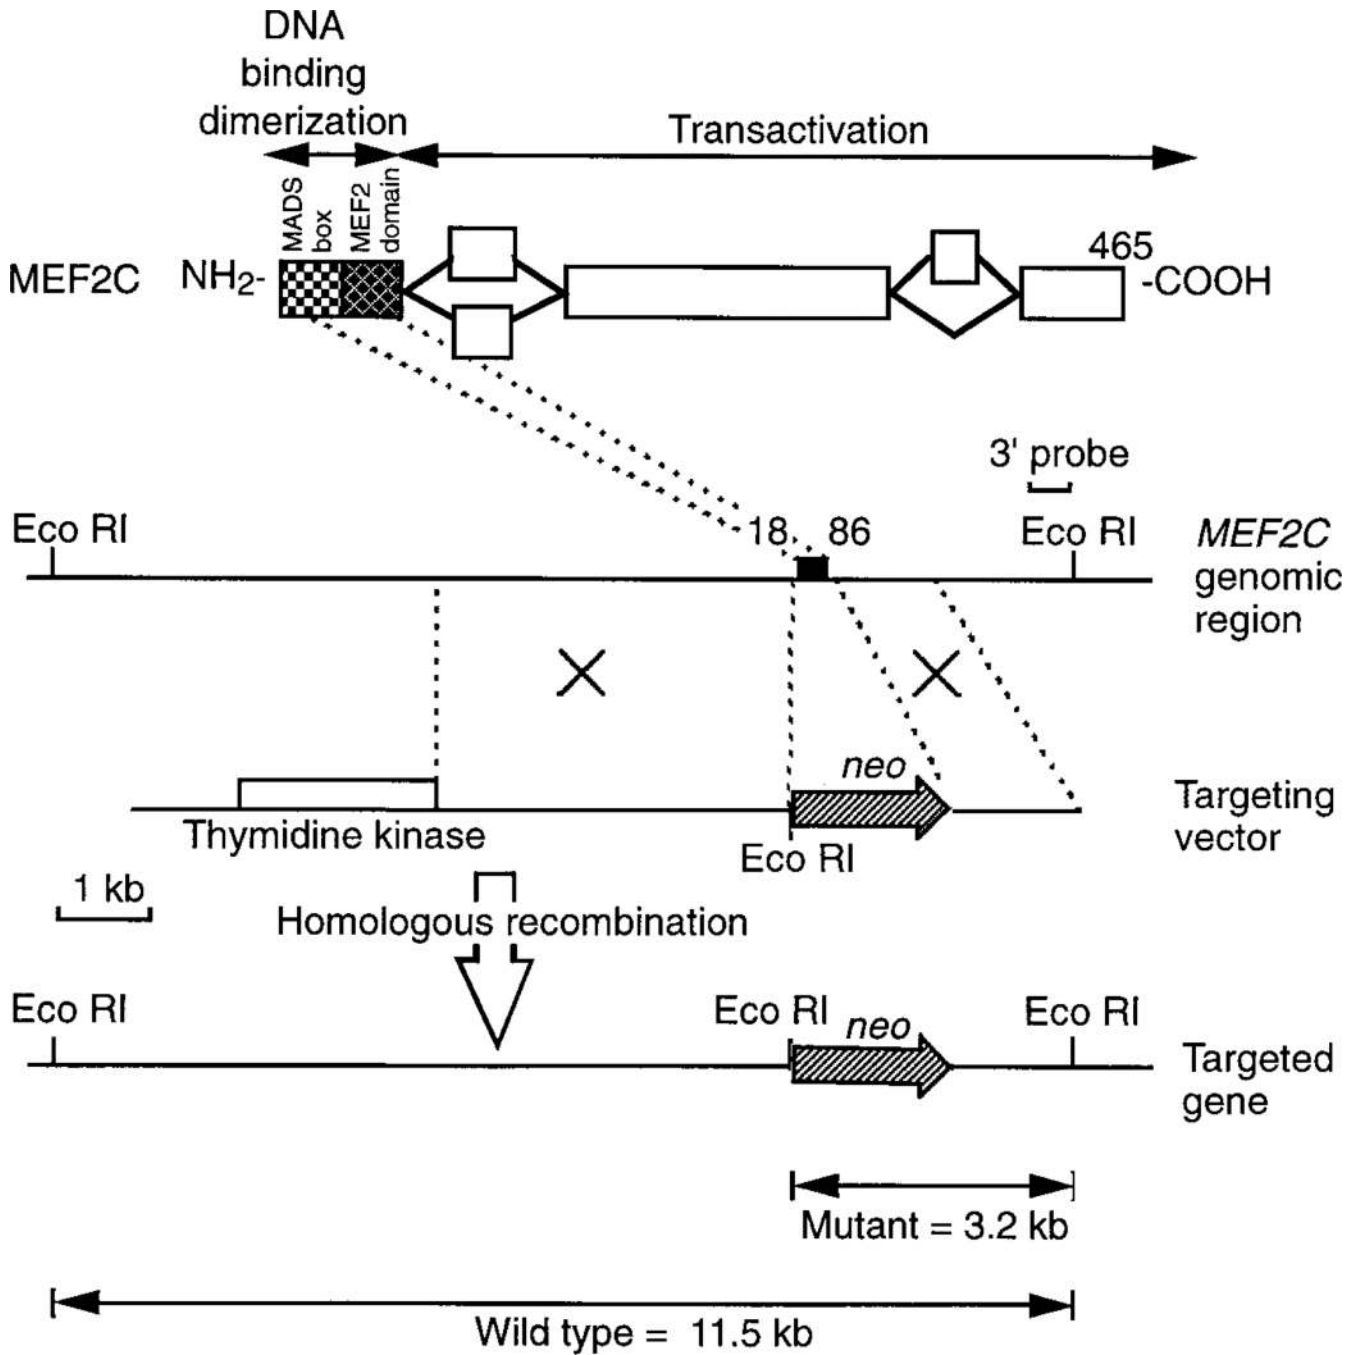 DNA
binding
dimerization
Transactivation
MADS
box
MEF2
domain
MEF2C
NH2-
465
-COOH
3' probe
Eco RI
18
86
Eco RI
MEF2C
genomic
region
neo
Thymidine kinase
Eco RI
Targeting
vector
1 kb
Homologous recombination
Eco RI
Eco RI
neo
Eco RI
Targeted
gene
Mutant = 3.2 kb
Wild type = 11.5 kb